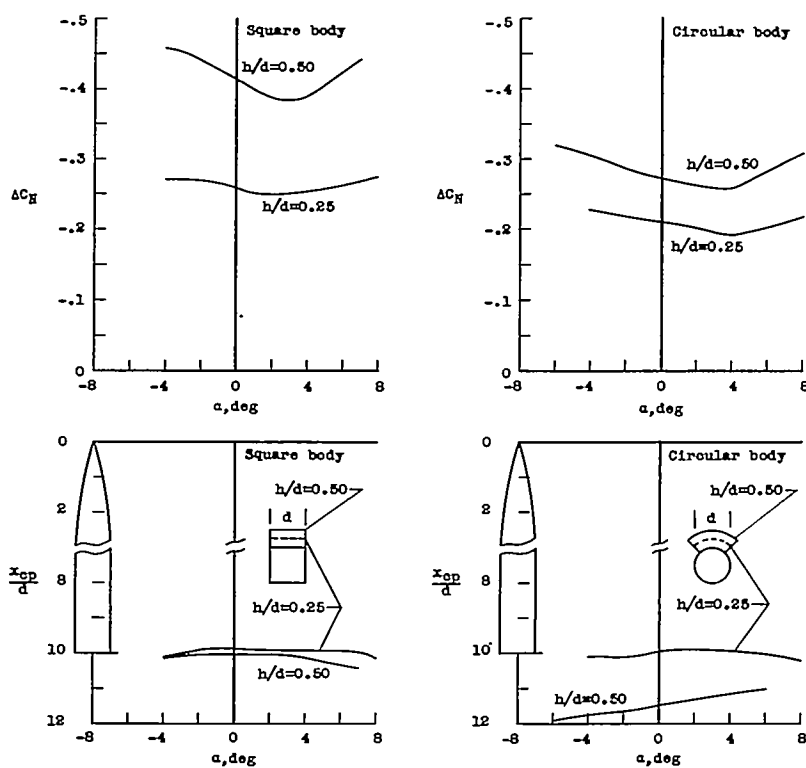 -.5
-.4
-.3
-.2
-.1
0
ΔC_N
Square body
h/d=0.50
h/d=0.25
-8
-4
0
4
8
α,deg
-.5
-.4
-.3
-.2
-.1
0
Circular body
h/d=0.50
h/d=0.25
-8
-4
0
4
8
α,deg
0
2
8
10
12
x_cp/d
Square body
h/d=0.50
d
h/d=0.25
h/d=0.50
-8
-4
0
4
8
α,deg
0
2
8
10
12
x_cp/d
Circular body
h/d=0.50
d
h/d=0.25
h/d=0.50
-8
-4
0
4
8
α,deg